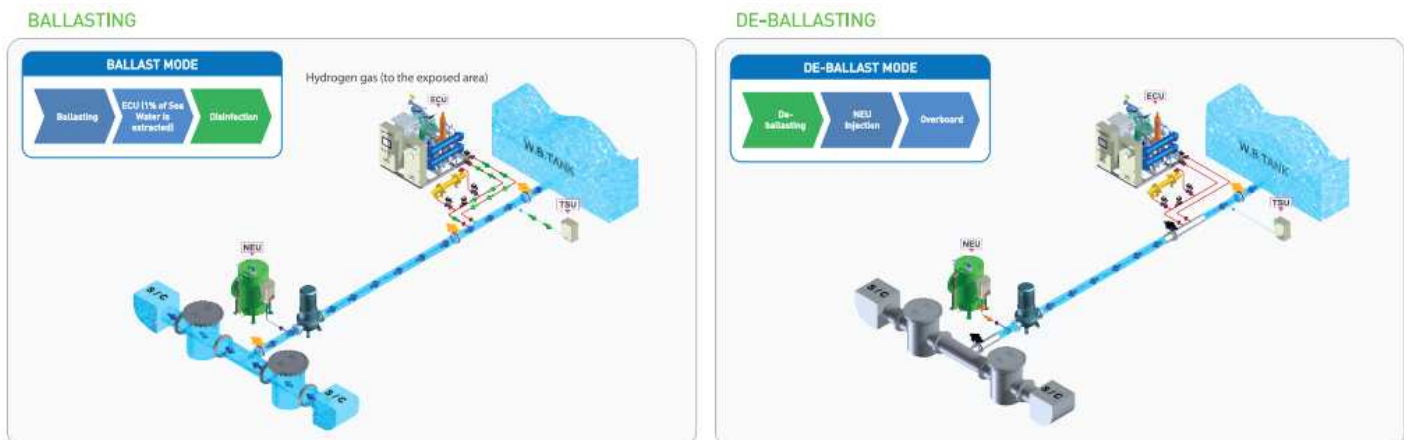 BALLASTING
BALLAST MODE
Ballasting
ECU (1% of Sea
Water is
extracted)
Disinfection
Hydrogen gas (to the exposed area)
ECU
W.B.TANK
TSU
NEU
S/C
S/C
DE-BALLASTING
DE-BALLAST MODE
De-
ballasting
NEU
Injection
Overboard
ECU
W.B.TANK
TSU
NEU
S/C
S/C